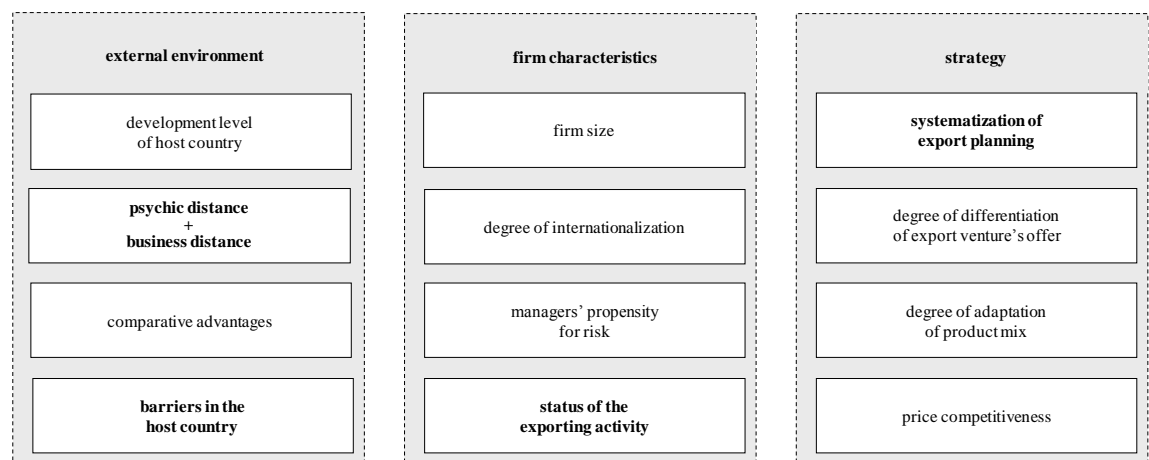 external environment
development level
of host country
psychic distance
+
business distance
comparative advantages
barriers in the
host country
firm characteristics
firm size
degree of internationalization
managers’ propensity
for risk
status of the
exporting activity
strategy
systematization of
export planning
degree of differentiation
of export venture’s offer
degree of adaptation
of product mix
price competitiveness